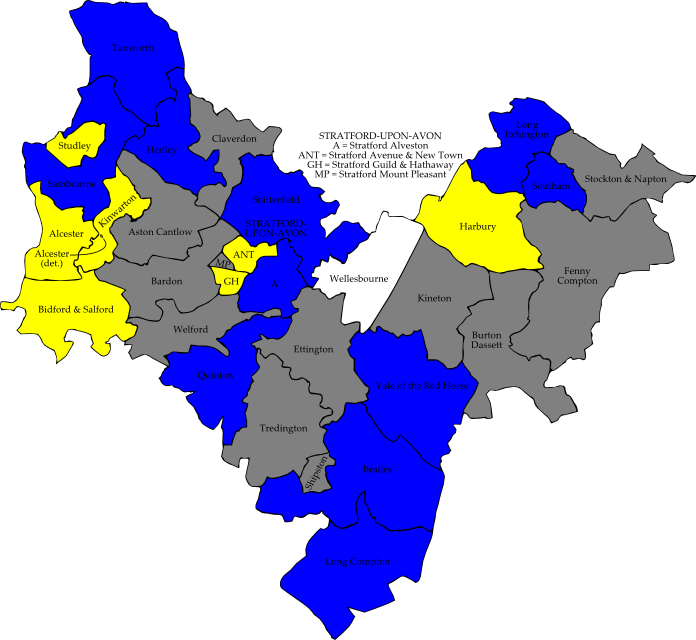 Tanworth
STRATFORD-UPON-AVON
A = Stratford Alveston
ANT = Stratford Avenue & New Town
GH = Stratford Guild & Hathaway
MP = Stratford Mount Pleasant
Long
Itchington
Claverdon
Studley
Henley
Sambourne
Southam
Stockton & Napton
Kinwarton
Snitterfield
Aston Cantlow
STRATFORD-
UPON-AVON
Harbury
Alcester
Alcester
(det.)
ANT
MP
GH
A
Wellesbourne
Fenny
Compton
Bardon
Kineton
Bidford & Salford
Welford
Ettington
Burton
Dassett
Quinton
Vale of the Red Horse
Tredington
Shipston
Brailes
Long Compton